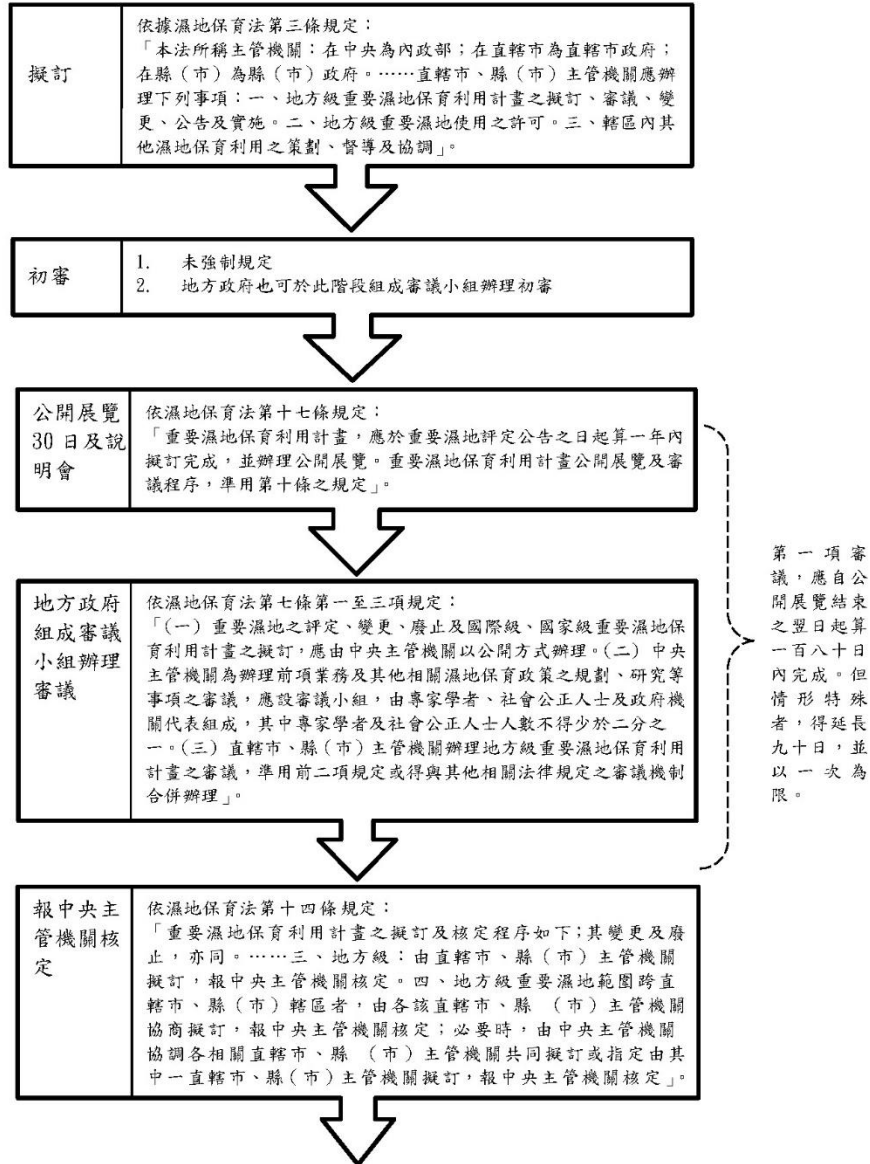 擬訂
依據濕地保育法第三條規定：
「本法所稱主管機關：在中央為內政部；在直轄市為直轄市政府；
在縣（市）為縣（市）政府。……直轄市、縣（市）主管機關應辦
理下列事項：一、地方級重要濕地保育利用計畫之擬訂、審議、變
更、公告及實施。二、地方級重要濕地使用之許可。三、轄區內其
他濕地保育利用之策劃、督導及協調」。
初審
1. 未強制規定
2. 地方政府也可於此階段組成審議小組辦理初審
公開展覽
30 日及說
明會
依濕地保育法第十七條規定：
「重要濕地保育利用計畫，應於重要濕地評定公告之日起算一年內
擬訂完成，並辦理公開展覽。重要濕地保育利用計畫公開展覽及審
議程序，準用第十條之規定」。
地方政府
組成審議
小組辦理
審議
依濕地保育法第七條第一至三項規定：
「(一) 重要濕地之評定、變更、廢止及國際級、國家級重要濕地保
育利用計畫之擬訂，應由中央主管機關以公開方式辦理。(二) 中央
主管機關為辦理前項業務及其他相關濕地保育政策之規劃、研究等
事項之審議，應設審議小組，由專家學者、社會公正人士及政府機
關代表組成，其中專家學者及社會公正人士人數不得少於二分之
一。(三) 直轄市、縣(市)主管機關辦理地方級重要濕地保育利用
計畫之審議，準用前二項規定或得與其他相關法律規定之審議機制
合併辦理」。
第一項審
議，應自公
開展覽結束
之翌日起算
一百八十日
內完成。但
情形特殊
者，得延長
九十日，並
以一次為
限。
報中央主
管機關核
定
依濕地保育法第十四條規定：
「重要濕地保育利用計畫之擬訂及核定程序如下；其變更及廢
止，亦同。……三、地方級：由直轄市、縣（市）主管機關
擬訂，報中央主管機關核定。四、地方級重要濕地範圍跨直
轄市、縣（市）轄區者，由各該直轄市、縣 （市）主管機關
協商擬訂，報中央主管機關核定；必要時，由中央主管機關
協調各相關直轄市、縣 （市）主管機關共同擬訂或指定由其
中一直轄市、縣（市）主管機關擬訂，報中央主管機關核定」。